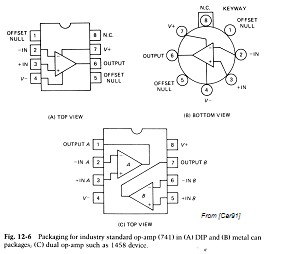 N.C.
KEYWAY
OFFSET NULL 1
8 N.C.
-IN 2
7 V+
+IN 3
6 OUTPUT
V- 4
5 OFFSET NULL
(A) TOP VIEW
8
V+ 7
1 OFFSET NULL
OUTPUT 6
2 -IN
OFFSET NULL 5
3 +IN
4
V-
(B) BOTTOM VIEW
OUTPUT A 1
8 V+
-IN A 2
7 OUTPUT B
+IN A 3
6 -IN B
V- 4
5 +IN B
A
B
(C) TOP VIEW
From [Car91]
Fig. 12-6 Packaging for industry standard op-amp (741) in (A) DIP and (B) metal can
packages, (C) dual op-amp such as 1458 device.